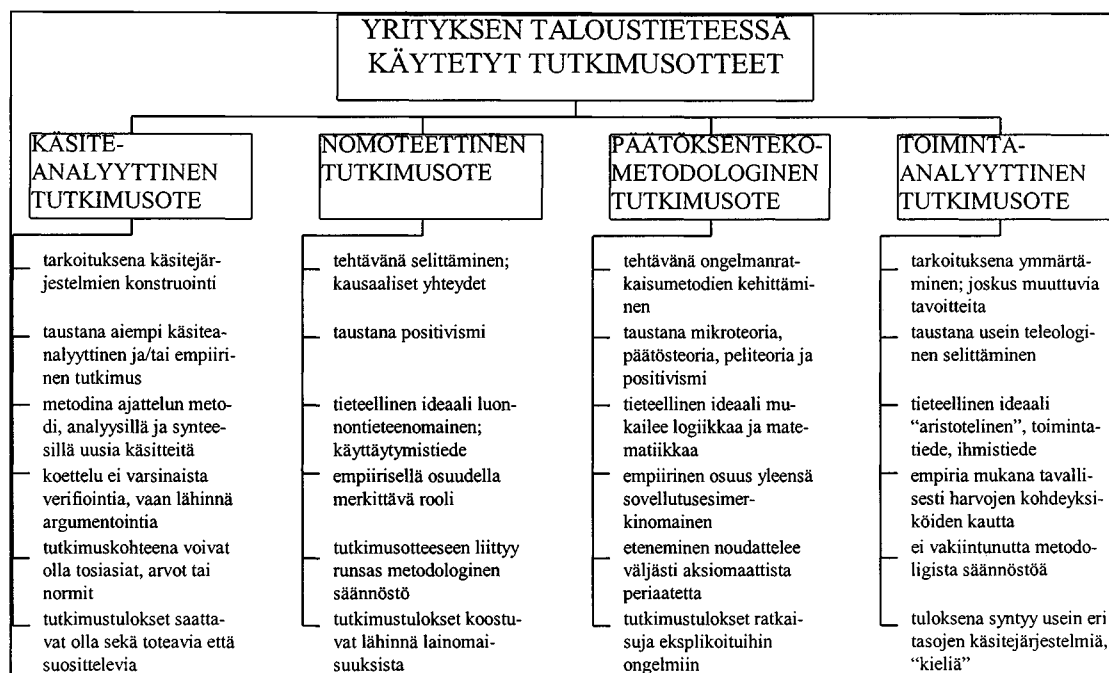 YRITYKSEN TALOUSTIETEESSÄ
KÄYTETYT TUTKIMUSOTTEET
KÄSITE-
ANALYYTTINEN
TUTKIMUSOTE
tarkoituksena käsitejär-
jestelmien konstruointi
taustana aiempi käsitea-
nalyyttinen ja/tai empiiri-
nen tutkimus
metodina ajattelun meto-
di, analyysillä ja syntee-
sillä uusia käsitteitä
koettelu ei varsinaista
verifiointia, vaan lähinnä
argumentointia
tutkimuskohteena voivat
olla tosiasiat, arvot tai
normit
tutkimustulokset saatta-
vat olla sekä toteavia että
suosittelevia
NOMOTEETTINEN
TUTKIMUSOTE
tehtävänä selittäminen;
kausaaliset yhteydet
taustana positivismi
tieteellinen ideaali luon-
nontieteenomainen;
käyttäytymistiede
empiirisellä osuudella
merkittävä rooli
tutkimusotteeseen liittyy
runsas metodologinen
säännöstö
tutkimustulokset koostu-
vat lähinnä lainomai-
suuksista
PÄÄTÖKSENTEKO-
METODOLOGINEN
TUTKIMUSOTE
tehtävänä ongelmanrat-
kaisumetodien kehittämi-
nen
taustana mikroteoria,
päätösteoria, peliteoria ja
positivismi
tieteellinen ideaali mu-
kailee logiikkaa ja mate-
matiikkaa
empiirinen osuus yleensä
sovellutusesimer-
kinomainen
eteneminen noudattelee
väljästi aksiomaattista
periaatetta
tutkimustulokset ratkai-
suja eksplikoituihin
ongelmiin
TOIMINTA-
ANALYYTTINEN
TUTKIMUSOTE
tarkoituksena ymmärtä-
minen; joskus muuttuvia
tavoitteita
taustana usein teleologi-
nen selittäminen
tieteellinen ideaali
“aristotelinen”, toiminta-
tiede, ihmistiede
empiria mukana tavalli-
sesti harvojen kohdeyksi-
köiden kautta
ei vakiintunutta metodo-
ligista säännöstöä
tuloksena syntyy usein eri
tasojen käsitejärjestelmiä,
“kieliä”